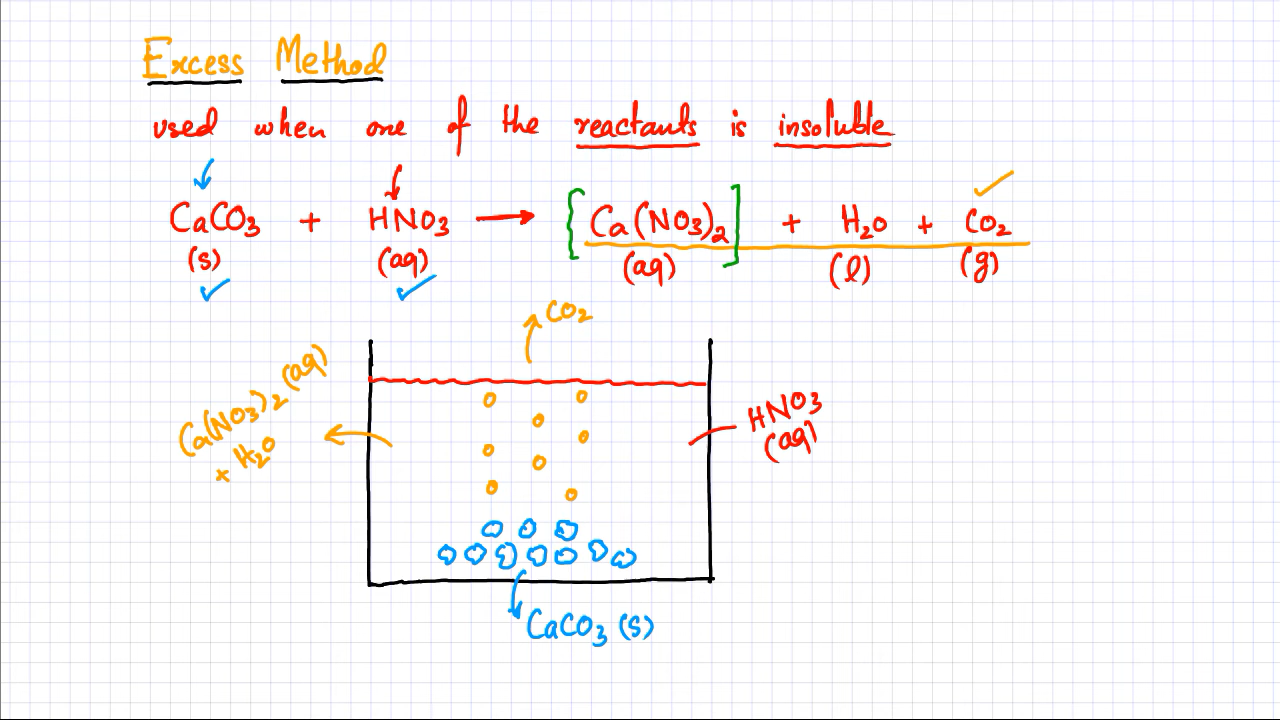 Excess Method
used when one of the reactants is insoluble
CaCO3 + HNO3 → [Ca(NO3)2] + H2O + CO2
(s) (aq) (aq) (l) (g)
CO2
Ca(NO3)2 (aq)
+ H2O
HNO3
(aq)
CaCO3 (s)